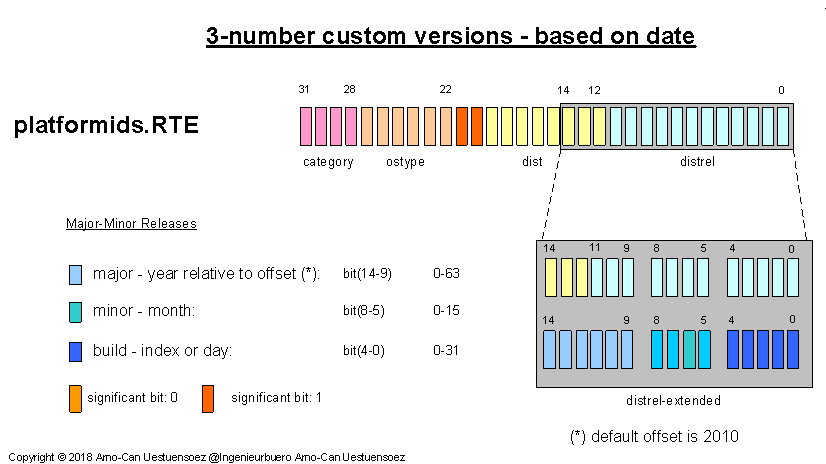 3-number custom versions - based on date
31 28 22 14 12 0
platformids.RTE
category ostype dist distrel
Major-Minor Releases
14 11 9 8 5 4 0
major - year relative to offset (*): bit(14-9) 0-63
minor - month: bit(8-5) 0-15
14 9 8 5 4 0
build - index or day: bit(4-0) 0-31
significant bit: 0 significant bit: 1
distrel-extended
(*) default offset is 2010
Copyright © 2018 Arno-Can Uestuensoez @Ingenieurbuero Arno-Can Uestuensoez